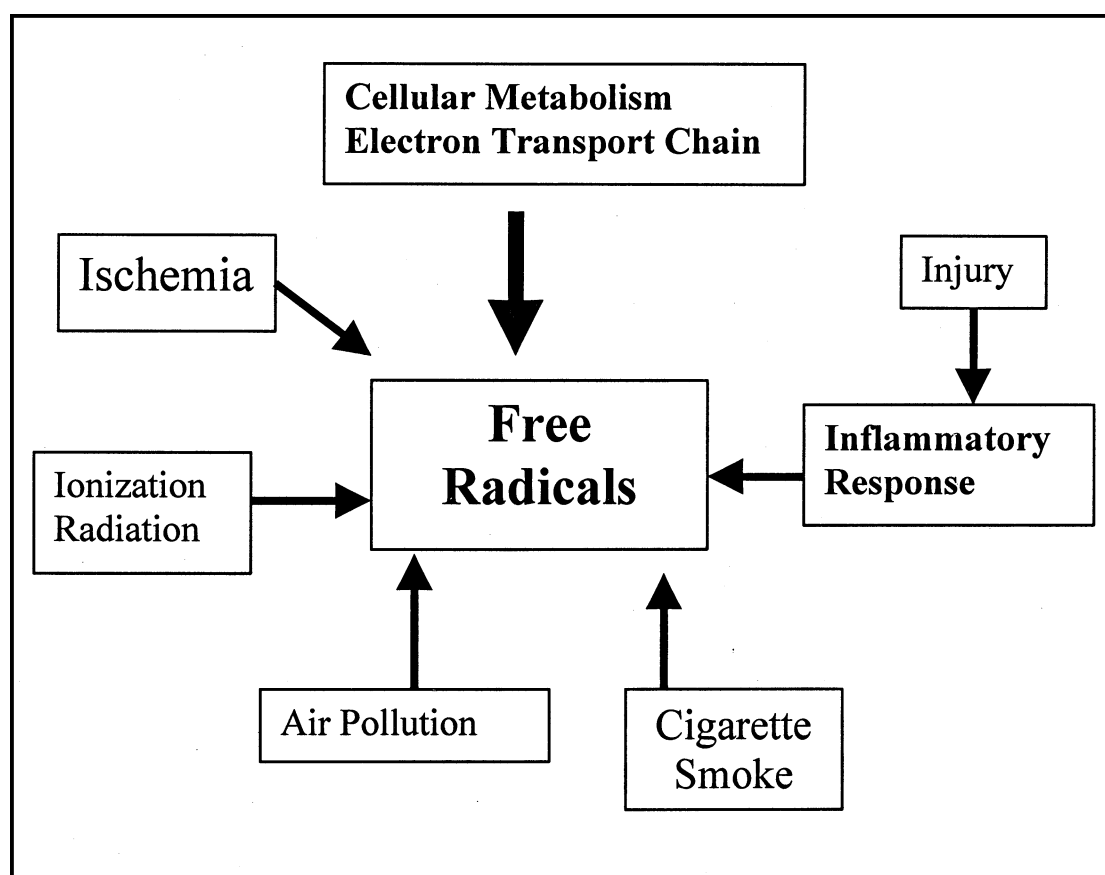 Cellular Metabolism
Electron Transport Chain
Ischemia
Injury
Free
Radicals
Inflammatory
Response
Ionization
Radiation
Air Pollution
Cigarette
Smoke